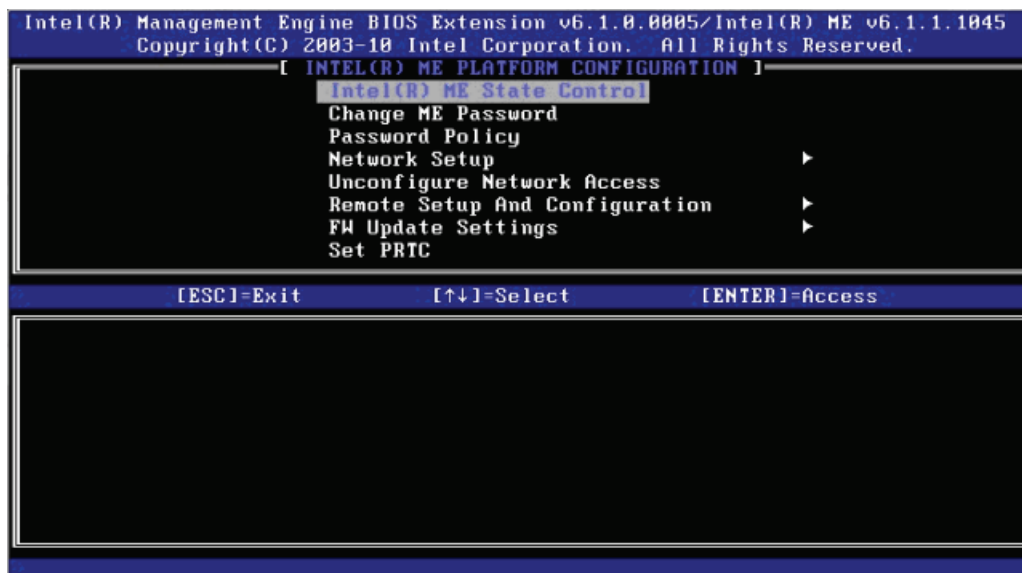 Intel(R) Management Engine BIOS Extension v6.1.0.0005/Intel(R) ME v6.1.1.1045
Copyright(C) 2003-10 Intel Corporation. All Rights Reserved.
[ INTEL(R) ME PLATFORM CONFIGURATION ]
Intel(R) ME State Control
Change ME Password
Password Policy
Network Setup ►
Unconfigure Network Access
Remote Setup And Configuration ►
FW Update Settings ►
Set PRTC
[ESC]=Exit [↑↓]=Select [ENTER]=Access